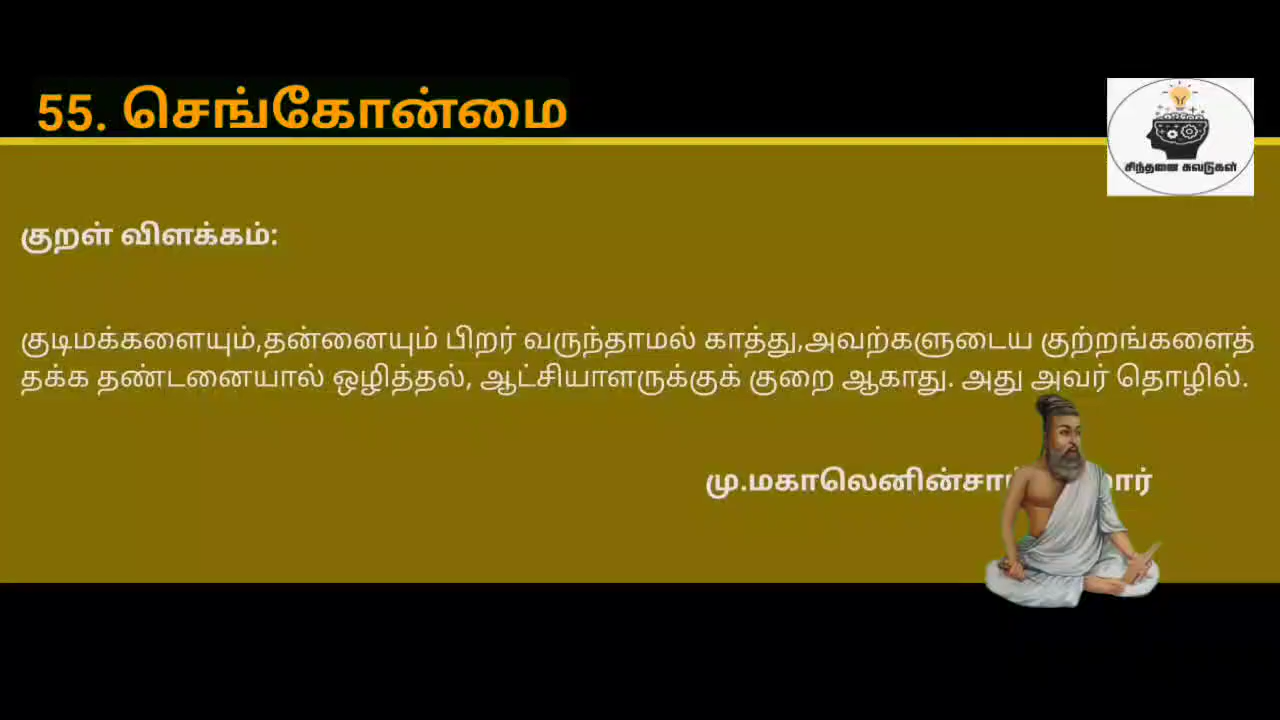 55. செங்கோன்மை
சிந்தனை சுவடுகள்
குறள் விளக்கம்:
குடிமக்களையும்,தன்னையும் பிறர் வருந்தாமல் காத்து,அவற்களுடைய குற்றங்களைத்
தக்க தண்டனையால் ஒழித்தல், ஆட்சியாளருக்குக் குறை ஆகாது. அது அவர் தொழில்.